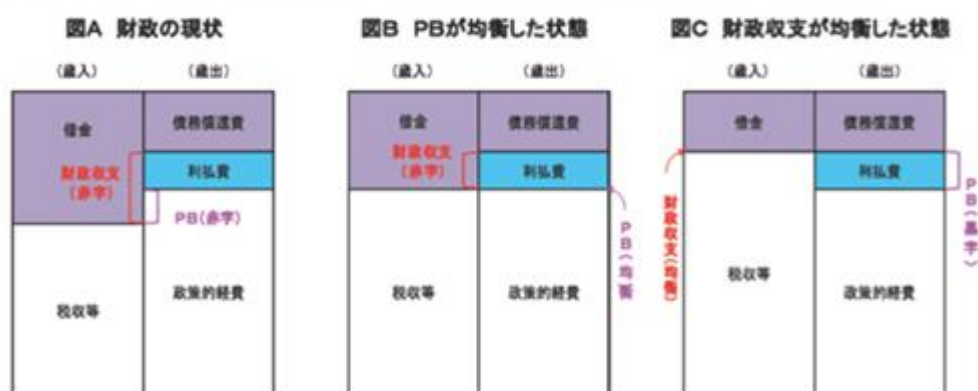 図A 財政の現状
(歳入)
(歳出)
借金
債務償還費
財政収支
(赤字)
利払費
PB(赤字)
税収等
政策的経費
図B PBが均衡した状態
(歳入)
(歳出)
借金
債務償還費
財政収支
(赤字)
利払費
PB(均衡
税収等
政策的経費
図C 財政収支が均衡した状態
(歳入)
(歳出)
借金
債務償還費
利払費
財政収支(均衡)
PB(黒字)
税収等
政策的経費